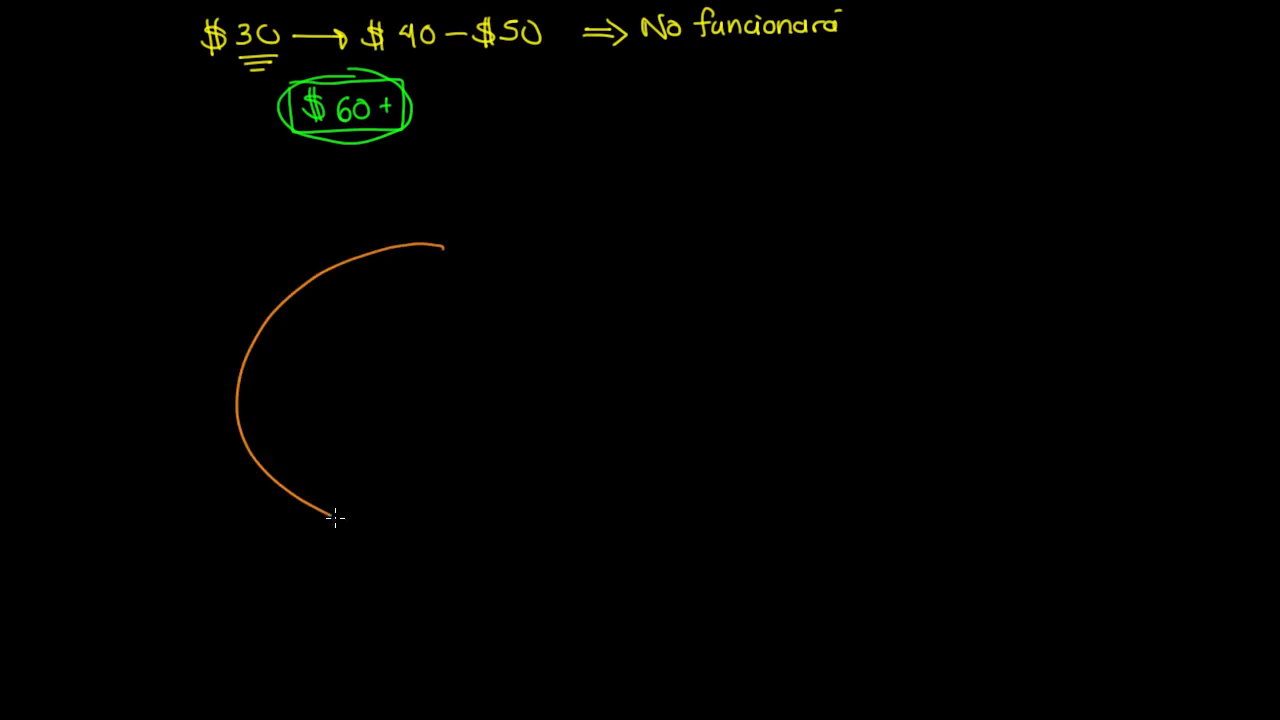 $ 30 ⟶ $ 40 – $50 ⇒ No funcionará
$ 60 +